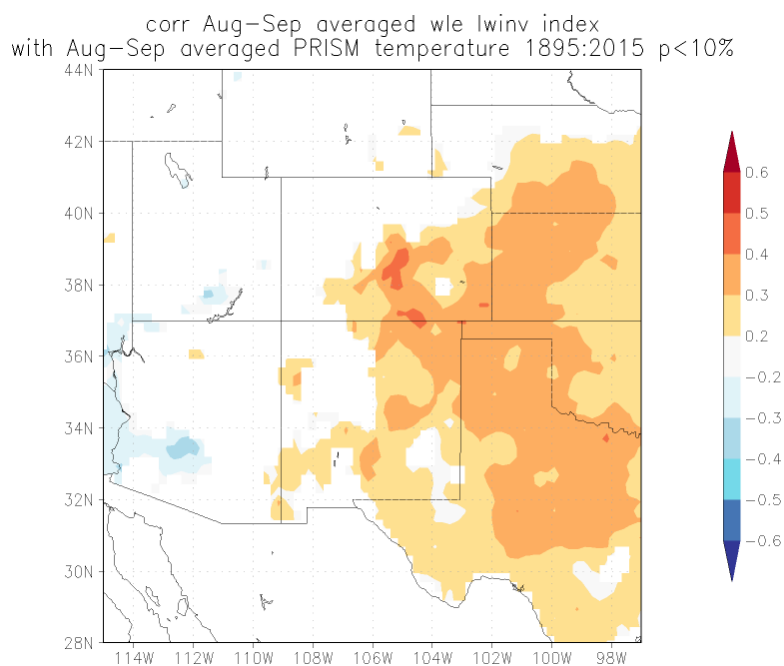 corr Aug-Sep averaged wle lwinv index
with Aug-Sep averaged PRISM temperature 1895:2015 p<10%
44N
42N
40N
38N
36N
34N
32N
30N
28N
114W 112W 110W 108W 106W 104W 102W 100W 98W
0.6
0.5
0.4
0.3
0.2
-0.2
-0.3
-0.4
-0.5
-0.6